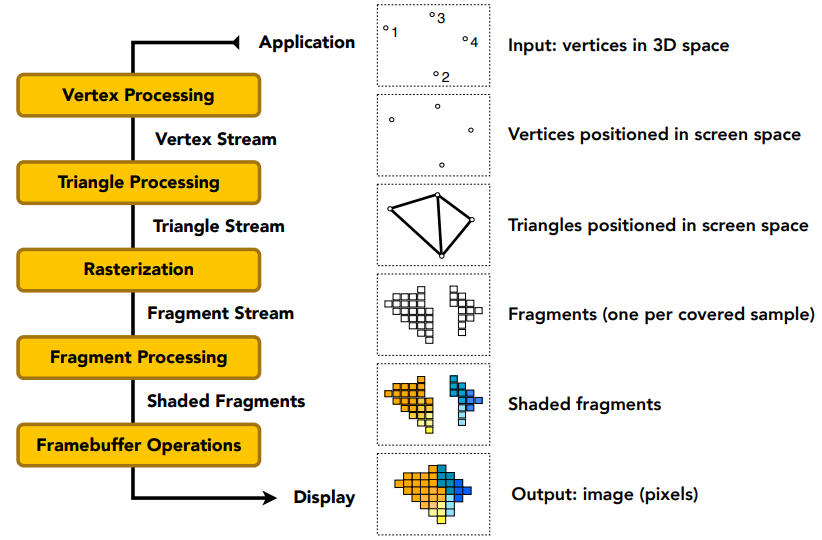 Application
1
3
4
2
Input: vertices in 3D space
Vertex Processing
Vertex Stream
Vertices positioned in screen space
Triangle Processing
Triangle Stream
Triangles positioned in screen space
Rasterization
Fragment Stream
Fragments (one per covered sample)
Fragment Processing
Shaded Fragments
Shaded fragments
Framebuffer Operations
Display
Output: image (pixels)